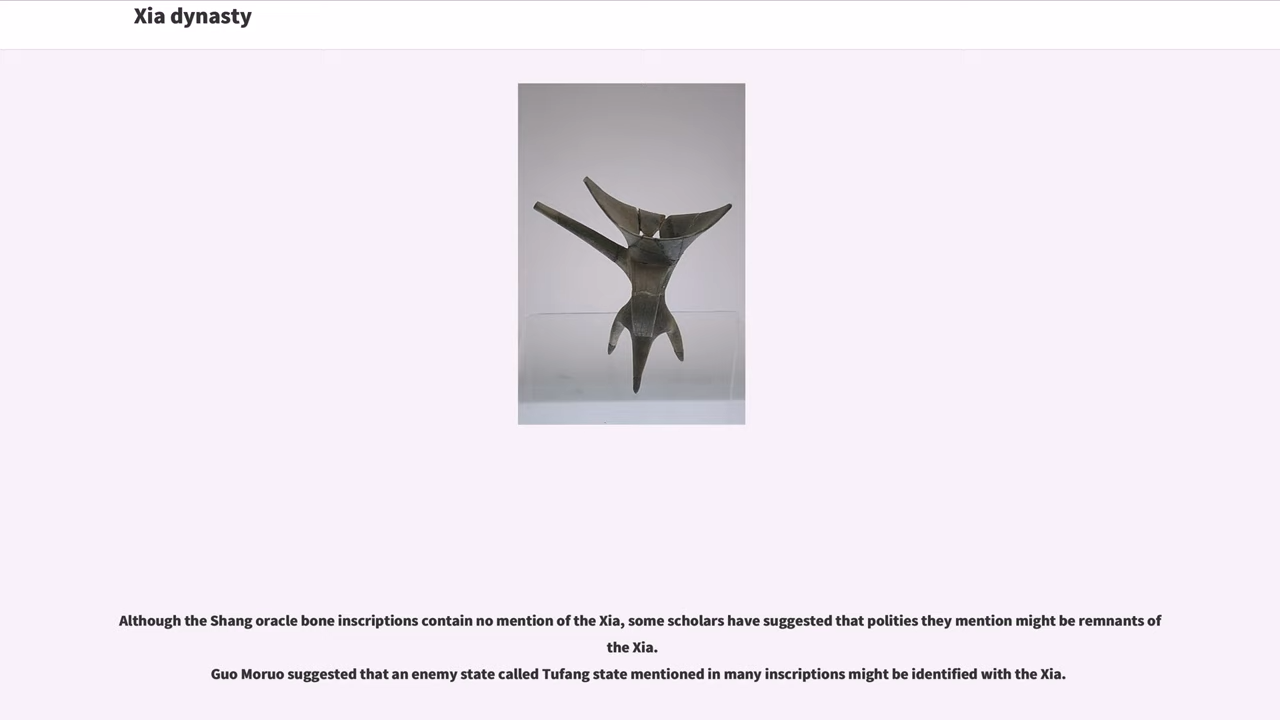 Xia dynasty
Although the Shang oracle bone inscriptions contain no mention of the Xia, some scholars have suggested that polities they mention might be remnants of
the Xia.
Guo Moruo suggested that an enemy state called Tufang state mentioned in many inscriptions might be identified with the Xia.